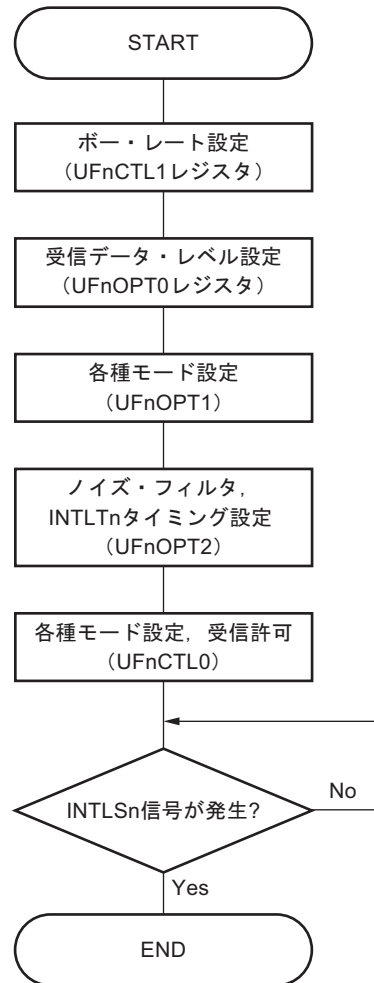 START
ボー・レート設定
（UFnCTL1レジスタ）
受信データ・レベル設定
（UFnOPT0レジスタ）
各種モード設定
（UFnOPT1）
ノイズ・フィルタ，
INTLTnタイミング設定
（UFnOPT2）
各種モード設定，受信許可
（UFnCTL0）
INTLSn信号が発生?
No
Yes
END